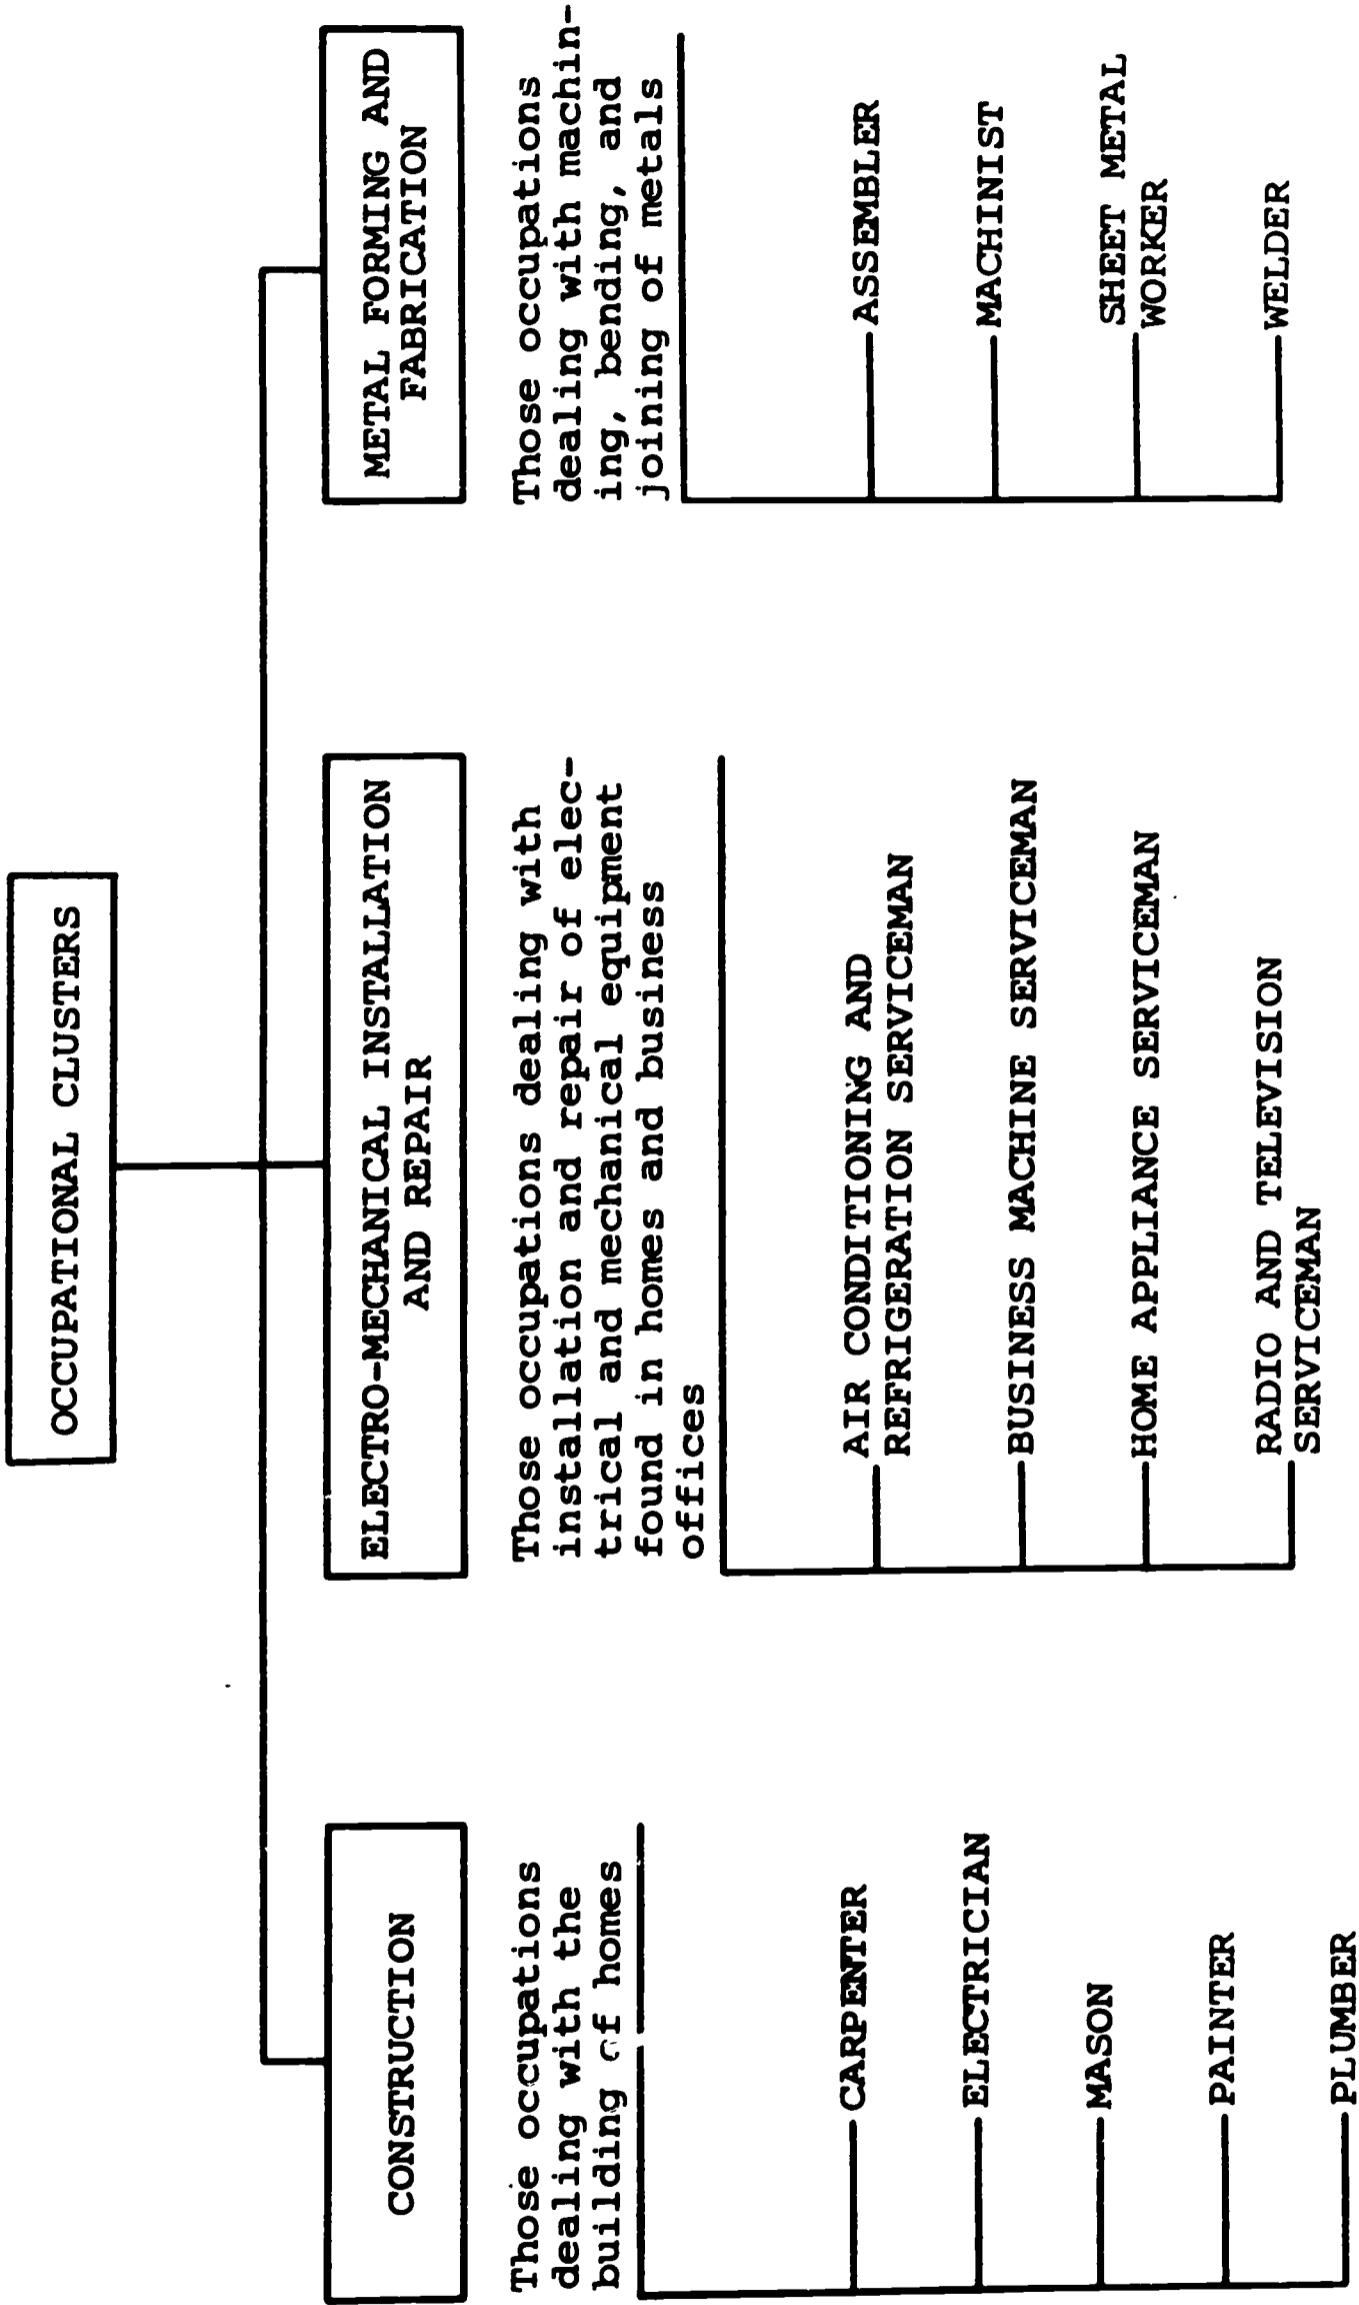 OCCUPATIONAL CLUSTERS
CONSTRUCTION
Those occupations
dealing with the
building of homes
CARPENTER
ELECTRICIAN
MASON
PAINTER
PLUMBER
ELECTRO-MECHANICAL INSTALLATION
AND REPAIR
Those occupations dealing with
installation and repair of elec-
trical and mechanical equipment
found in homes and business
offices
AIR CONDITIONING AND
REFRIGERATION SERVICEMAN
BUSINESS MACHINE SERVICEMAN
HOME APPLIANCE SERVICEMAN
RADIO AND TELEVISION
SERVICEMAN
METAL FORMING AND
FABRICATION
Those occupations
dealing with machin-
ing, bending, and
joining of metals
ASSEMBLER
MACHINIST
SHEET METAL
WORKER
WELDER